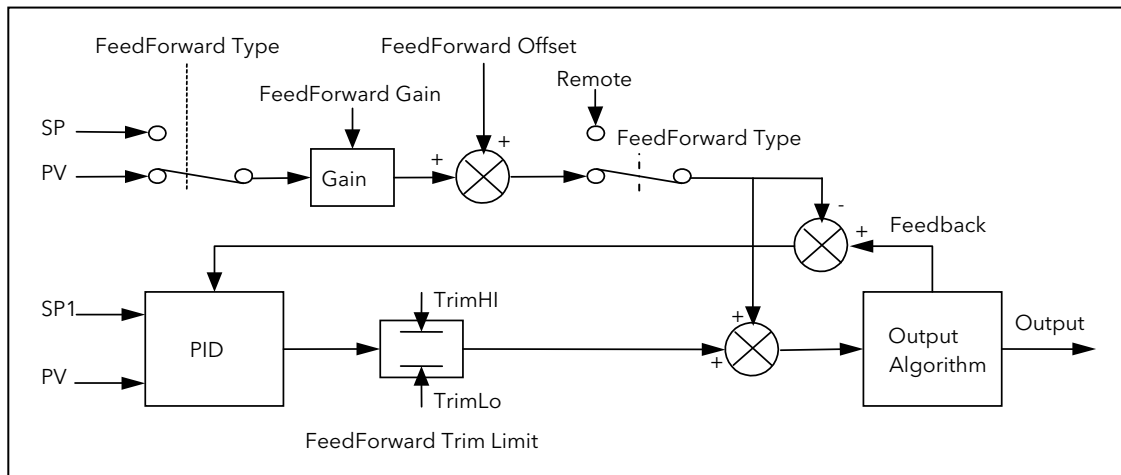 FeedForward Type
FeedForward Offset
Remote
FeedForward Gain
SP
FeedForward Type
+
PV
+
Gain
-
+
Feedback
SP1
TrimHI
+
Output
PID
Output
Algorithm
+
PV
TrimLo
FeedForward Trim Limit